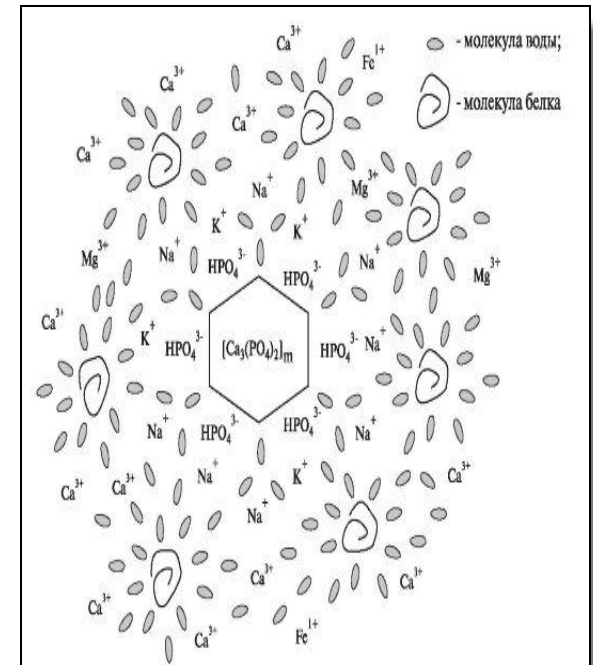 Ca³⁺
Fe¹⁺
- молекула воды;
Ca³⁺
Ca³⁺
- молекула белка
Ca³⁺
Na⁺
Mg³⁺
K⁺
K⁺
Mg³⁺
Na⁺
HPO₄³⁻
HPO₄³⁻
Na⁺
Mg³⁺
Ca³⁺
K⁺
HPO₄³⁻
[Ca₃(PO₄)₂]m
HPO₄³⁻
Na⁺
Na⁺
HPO₄³⁻
HPO₄³⁻
Na⁺
Ca³⁺
Ca³⁺
Na⁺
K⁺
Ca³⁺
Na⁺
Ca³⁺
Ca³⁺
Ca³⁺
Ca³⁺
Fe¹⁺